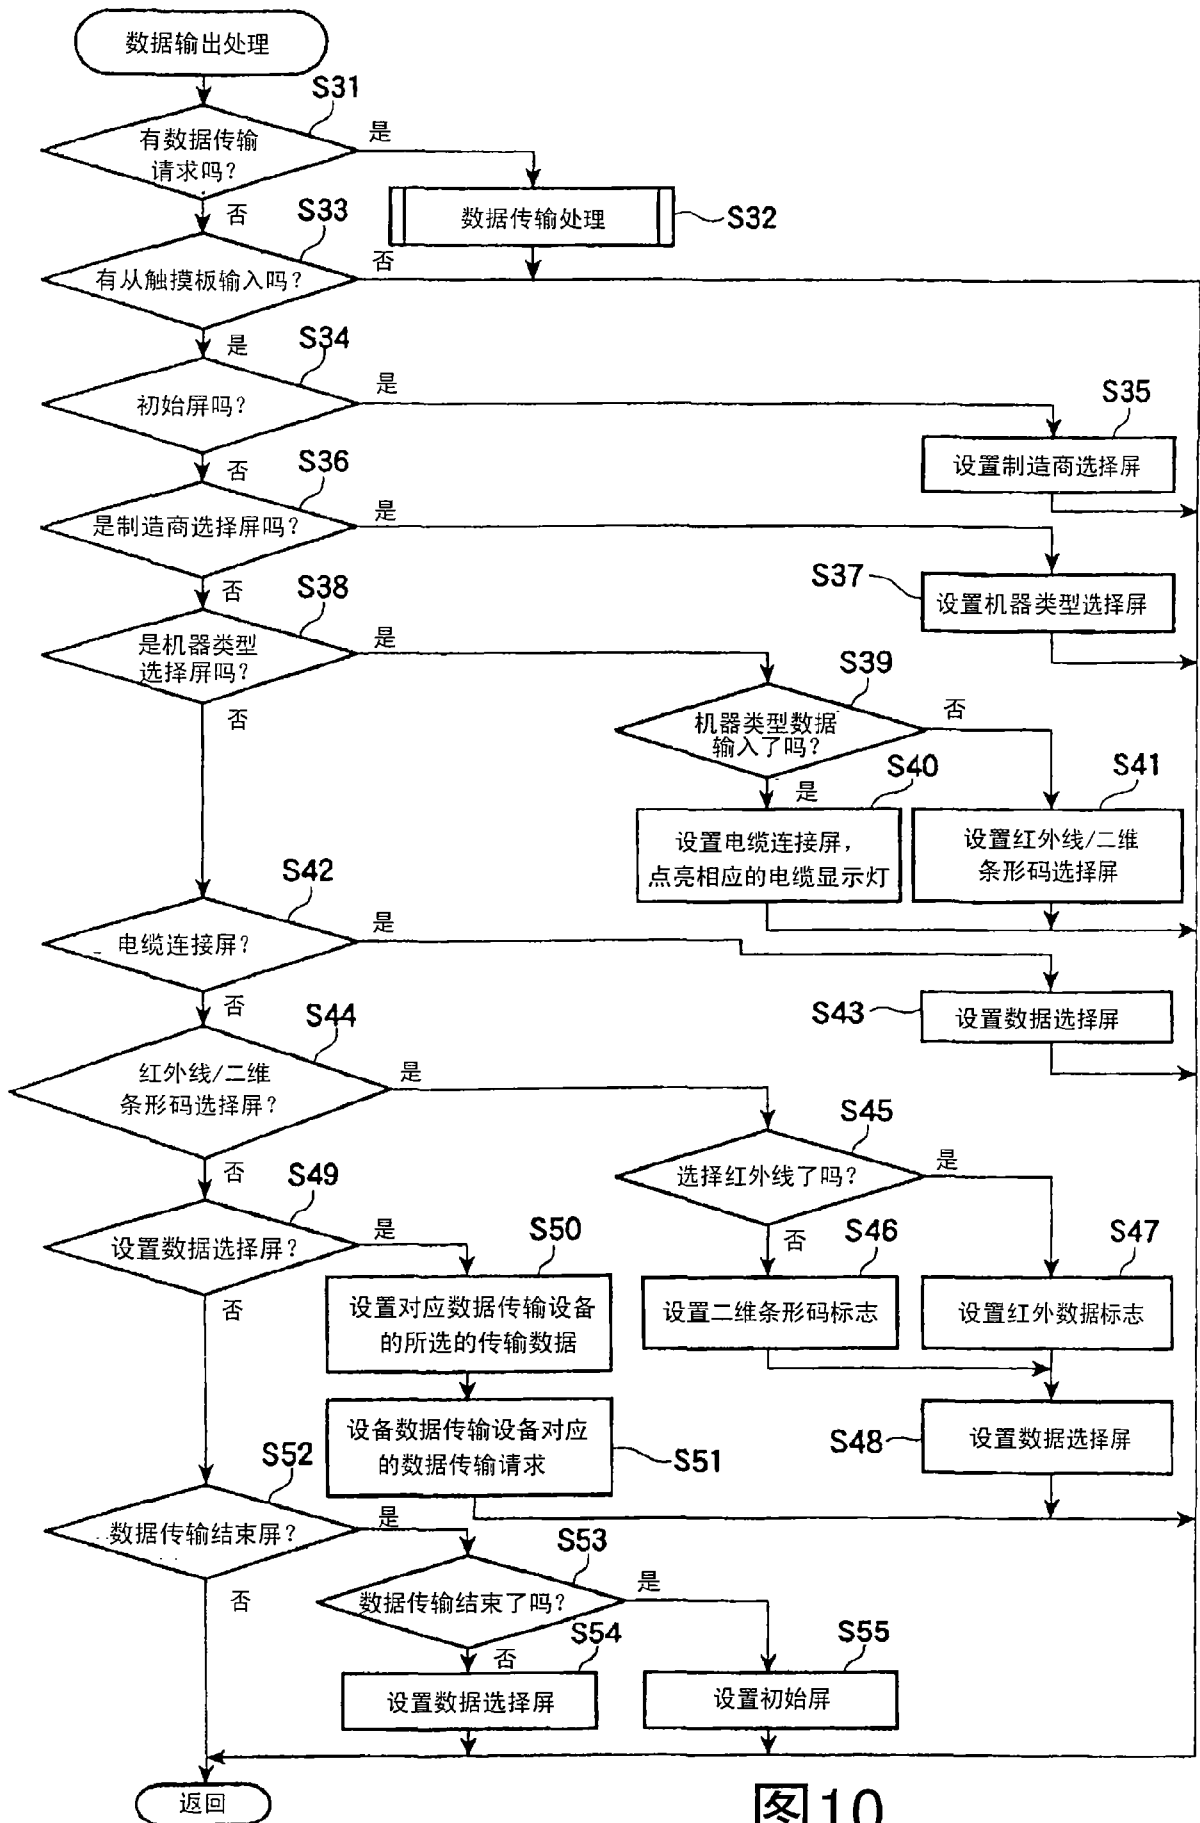 数据输出处理
S31
有数据传输
请求吗？
是
否
数据传输处理
S32
S33
有从触摸板输入吗？
否
是
S34
初始屏吗？
是
否
S35
设置制造商选择屏
S36
是制造商选择屏吗？
是
否
S37
设置机器类型选择屏
S38
是机器类型
选择屏吗？
是
否
S39
机器类型数据
输入了吗？
否
是
S40
设置电缆连接屏，
点亮相应的电缆显示灯
S41
设置红外线/二维
条形码选择屏
S42
电缆连接屏？
是
否
S43
设置数据选择屏
S44
红外线/二维
条形码选择屏？
是
否
S45
选择红外线了吗？
是
否
S46
设置二维条形码标志
S47
设置红外数据标志
S48
设置数据选择屏
S49
设置数据选择屏？
是
否
S50
设置对应数据传输设备
的所选的传输数据
设备数据传输设备对应
的数据传输请求
S51
S52
数据传输结束屏？
是
否
S53
数据传输结束了吗？
是
否
S54
设置数据选择屏
S55
设置初始屏
返回
图10